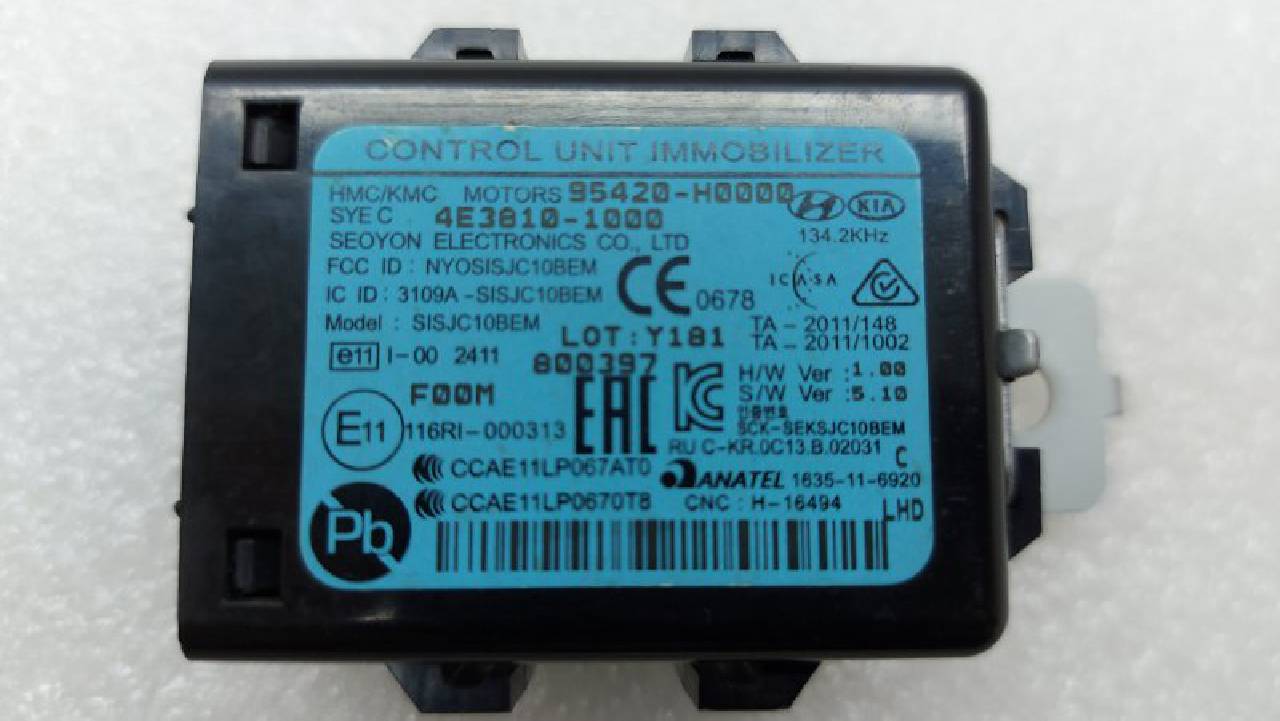 CONTROL UNIT IMMOBILIZER
HMC/KMC MOTORS 95420-H0000
KIA
SYEC 4E3810-1000
134.2KHz
SEOYON ELECTRONICS CO., LTD
FCC ID : NYOSISJC10BEM
CE 0678
ICASA
IC ID : 3109A-SISJC10BEM
Model : SISJC10BEM
LOT:Y181
TA - 2011/148
TA - 2011/1002
e11 I-00 2411
800397
H/W Ver : 1.00
S/W Ver : 5.10
F00M
EAC
KC
SCK-SEKSJC10BEM
E11 116RI-000313
RU C-KR.0C13.B.02031
C
CCAE11LP067AT0
ANATEL 1635-11-6920
CCAE11LP0670T8
CNC : H-16494
LHD
Pb